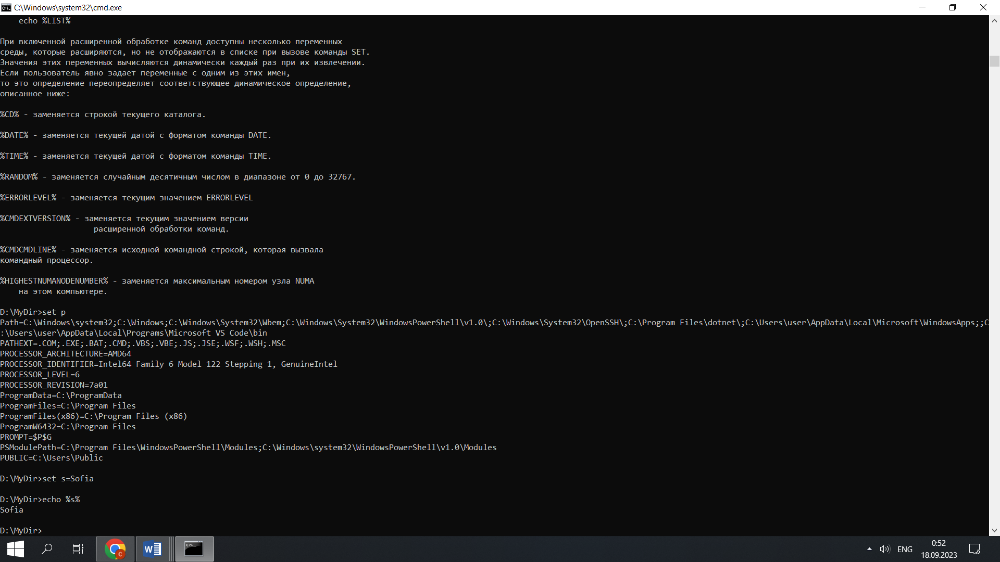 C:\Windows\system32\cmd.exe
    echo %LIST%
При включенной расширенной обработке команд доступны несколько переменных
среды, которые расширяются, но не отображаются в списке при вызове команды SET.
Значения этих переменных вычисляются динамически каждый раз при их извлечении.
Если пользователь явно задает переменные с одним из этих имен,
то это определение переопределяет соответствующее динамическое определение,
описанное ниже:
%CD% - заменяется строкой текущего каталога.
%DATE% - заменяется текущей датой с форматом команды DATE.
%TIME% - заменяется текущей датой с форматом команды TIME.
%RANDOM% - заменяется случайным десятичным числом в диапазоне от 0 до 32767.
%ERRORLEVEL% - заменяется текущим значением ERRORLEVEL
%CMDEXTVERSION% - заменяется текущим значением версии
                    расширенной обработки команд.
%CMDCMDLINE% - заменяется исходной командной строкой, которая вызвала
командный процессор.
%HIGHESTNUMANODENUMBER% - заменяется максимальным номером узла NUMA
    на этом компьютере.
D:\MyDir>set p
Path=C:\Windows\system32;C:\Windows;C:\Windows\System32\Wbem;C:\Windows\System32\WindowsPowerShell\v1.0\;C:\Windows\System32\OpenSSH\;C:\Program Files\dotnet\;C:\Users\user\AppData\Local\Microsoft\WindowsApps;;C
:\Users\user\AppData\Local\Programs\Microsoft VS Code\bin
PATHEXT=.COM;.EXE;.BAT;.CMD;.VBS;.VBE;.JS;.JSE;.WSF;.WSH;.MSC
PROCESSOR_ARCHITECTURE=AMD64
PROCESSOR_IDENTIFIER=Intel64 Family 6 Model 122 Stepping 1, GenuineIntel
PROCESSOR_LEVEL=6
PROCESSOR_REVISION=7a01
ProgramData=C:\ProgramData
ProgramFiles=C:\Program Files
ProgramFiles(x86)=C:\Program Files (x86)
ProgramW6432=C:\Program Files
PROMPT=$P$G
PSModulePath=C:\Program Files\WindowsPowerShell\Modules;C:\Windows\system32\WindowsPowerShell\v1.0\Modules
PUBLIC=C:\Users\Public
D:\MyDir>set s=Sofia
D:\MyDir>echo %s%
Sofia
D:\MyDir>
ENG
0:52
18.09.2023